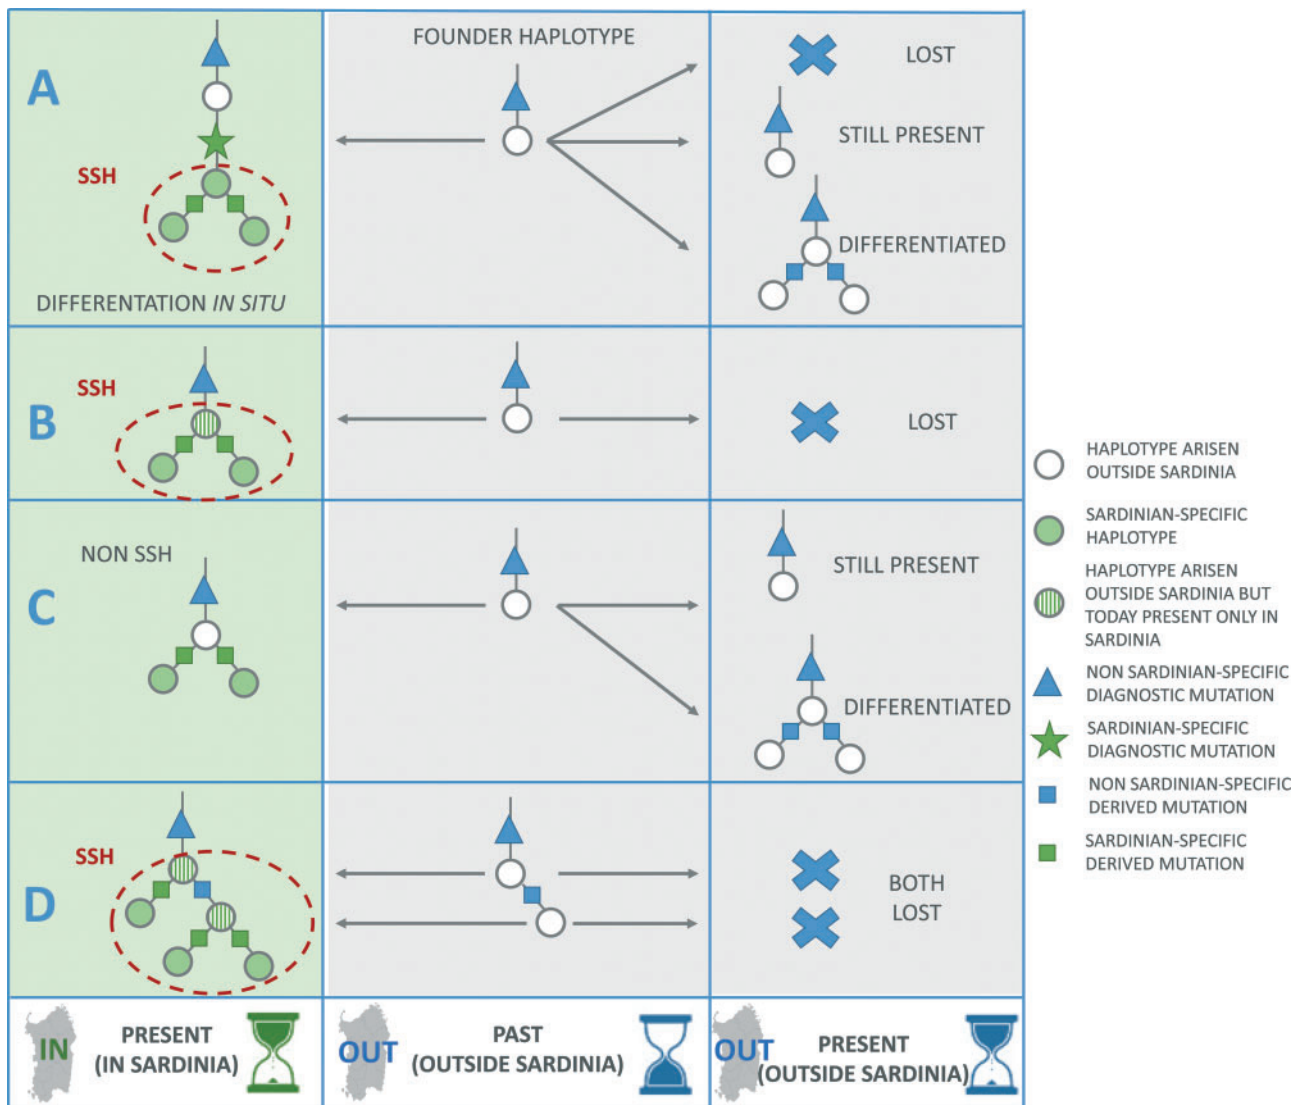 A
SSH
DIFFERENTATION IN SITU
FOUNDER HAPLOTYPE
LOST
STILL PRESENT
DIFFERENTIATED
B
SSH
LOST
C
NON SSH
STILL PRESENT
DIFFERENTIATED
D
SSH
BOTH
LOST
IN
PRESENT
(IN SARDINIA)
OUT
PAST
(OUTSIDE SARDINIA)
OUT
PRESENT
(OUTSIDE SARDINIA)
HAPLOTYPE ARISEN
OUTSIDE SARDINIA
SARDINIAN-SPECIFIC
HAPLOTYPE
HAPLOTYPE ARISEN
OUTSIDE SARDINIA BUT
TODAY PRESENT ONLY IN
SARDINIA
NON SARDINIAN-SPECIFIC
DIAGNOSTIC MUTATION
SARDINIAN-SPECIFIC
DIAGNOSTIC MUTATION
NON SARDINIAN-SPECIFIC
DERIVED MUTATION
SARDINIAN-SPECIFIC
DERIVED MUTATION